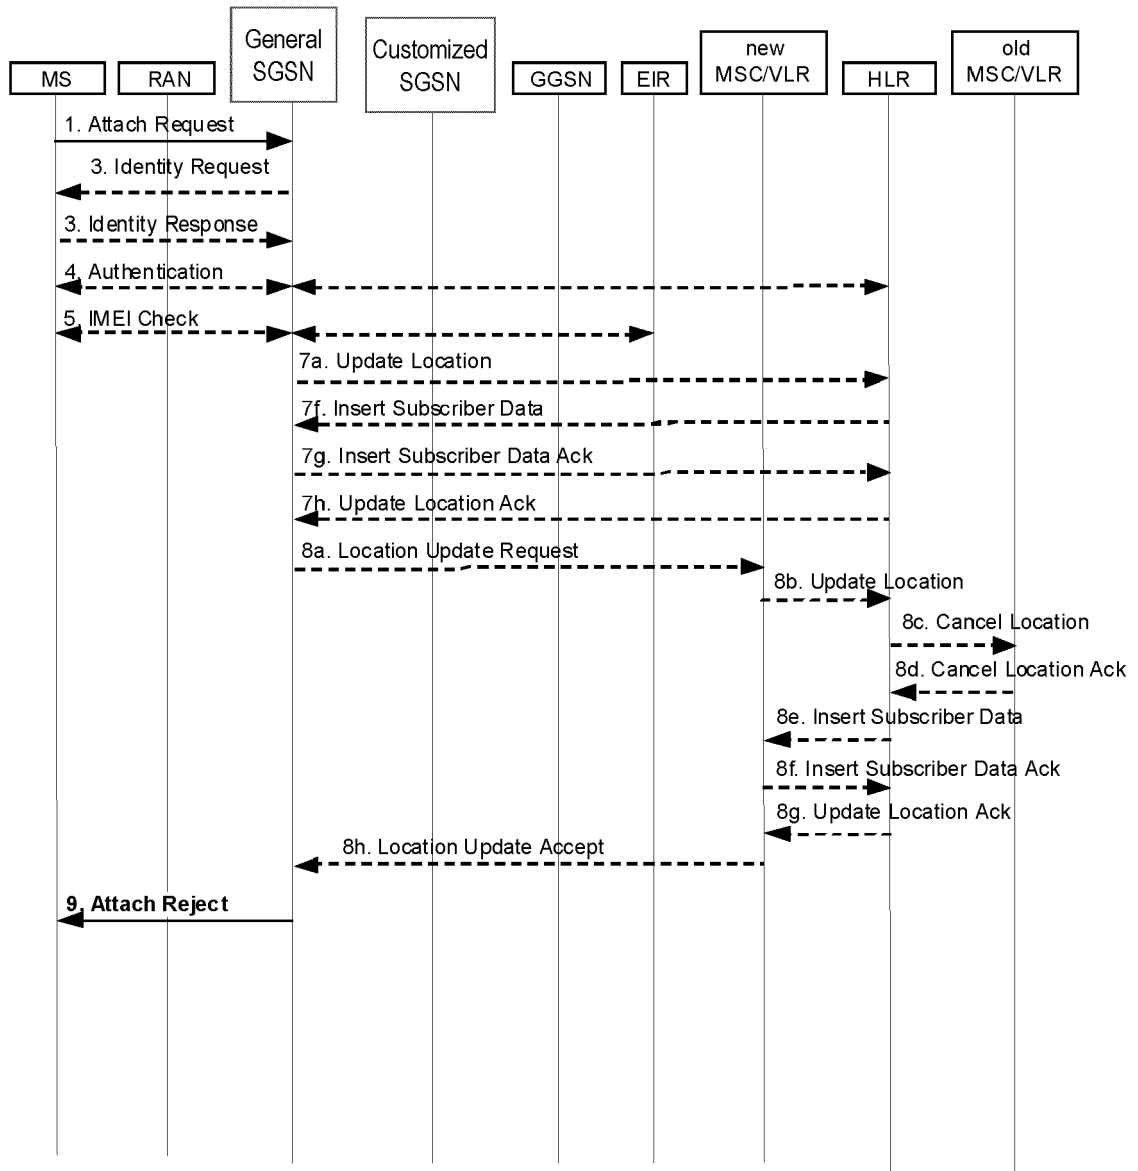 General
SGSN
Customized
SGSN
new
MSC/VLR
old
MSC/VLR
MS
RAN
GGSN
EIR
HLR
1. Attach Request
3. Identity Request
3. Identity Response
4. Authentication
5. IMEI Check
7a. Update Location
7f. Insert Subscriber Data
7g. Insert Subscriber Data Ack
7h. Update Location Ack
8a. Location Update Request
8b. Update Location
8c. Cancel Location
8d. Cancel Location Ack
8e. Insert Subscriber Data
8f. Insert Subscriber Data Ack
8g. Update Location Ack
8h. Location Update Accept
9. Attach Reject